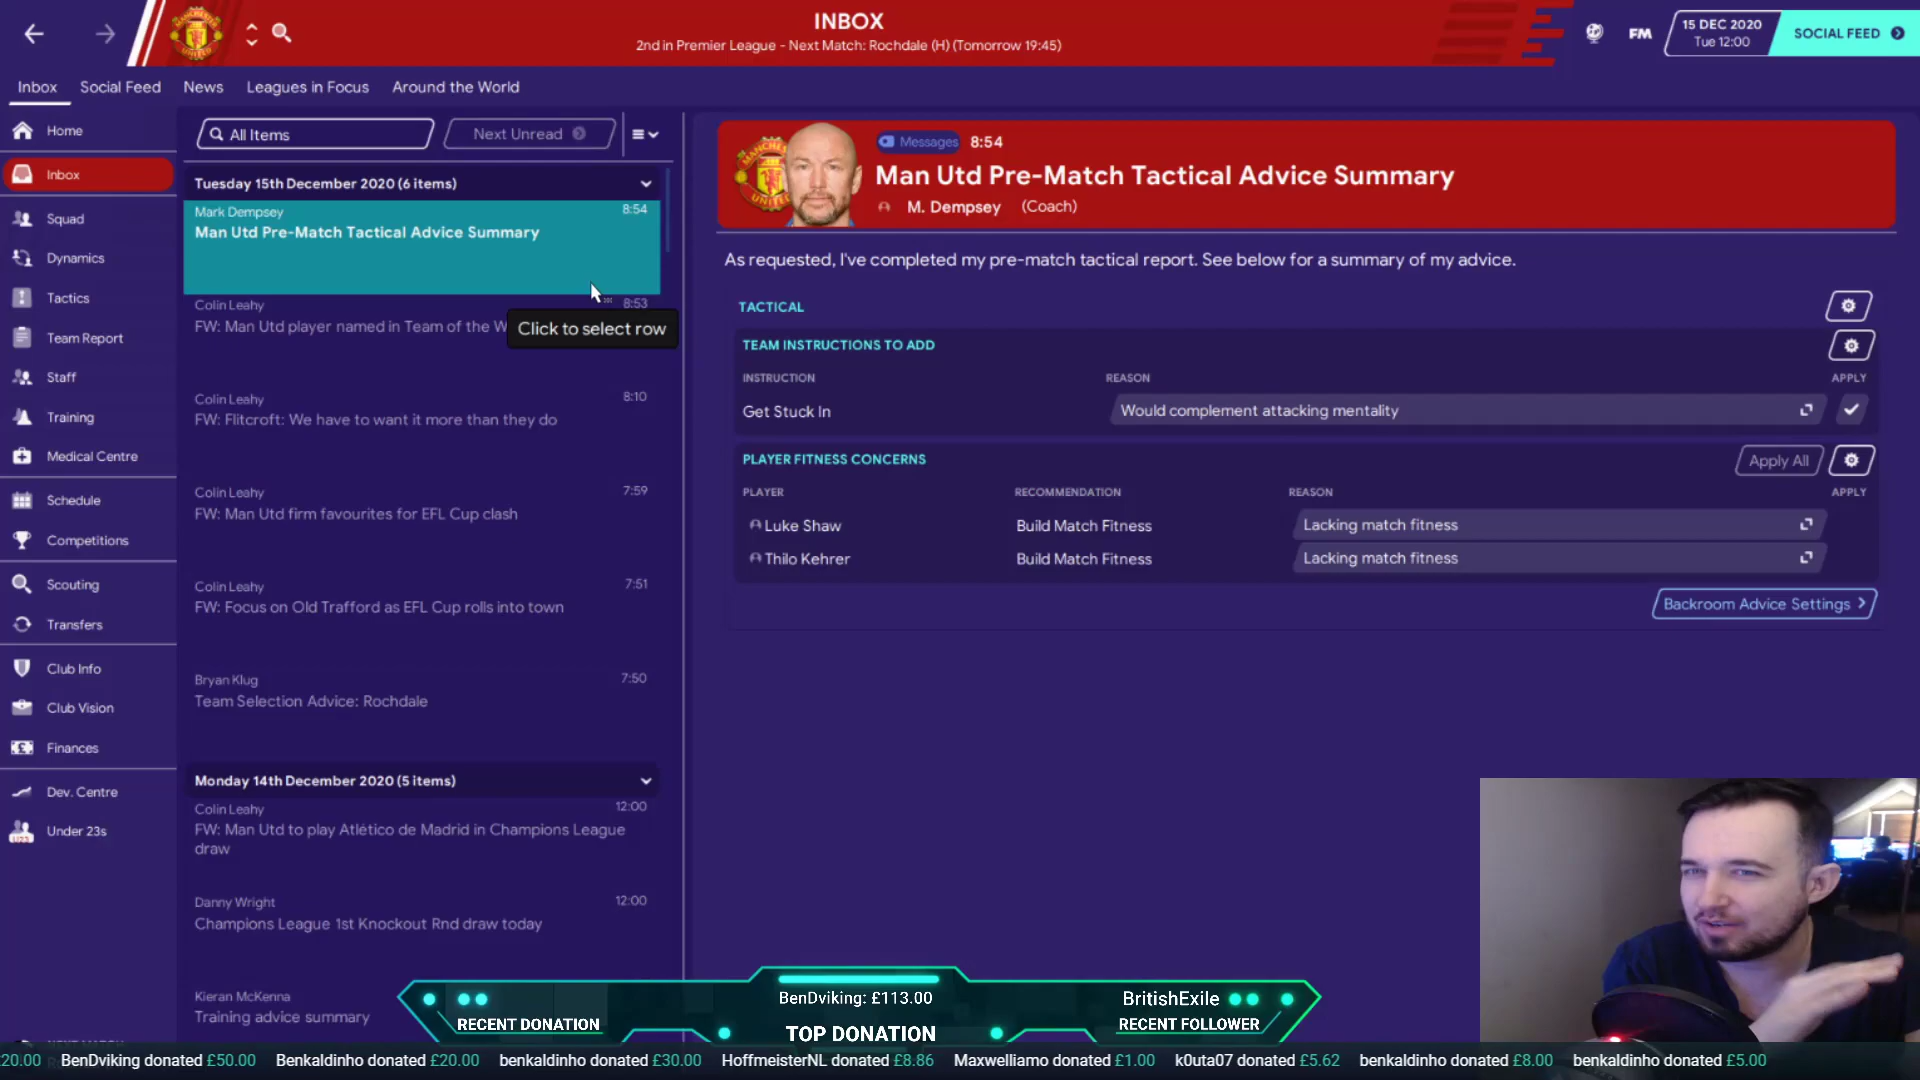 INBOX
2nd in Premier League - Next Match: Rochdale (H) (Tomorrow 19:45)
FM
15 DEC 2020
Tue 12:00
SOCIAL FEED
Inbox Social Feed News Leagues in Focus Around the World
Home
Inbox
Squad
Dynamics
Tactics
Team Report
Staff
Training
Medical Centre
Schedule
Competitions
Scouting
Transfers
Club Info
Club Vision
Finances
Dev. Centre
Under 23s
All Items
Next Unread
Tuesday 15th December 2020 (6 items)
Mark Dempsey 8:54
Man Utd Pre-Match Tactical Advice Summary
Colin Leahy 8:53
FW: Man Utd player named in Team of the W
Click to select row
Colin Leahy 8:10
FW: Flitcroft: We have to want it more than they do
Colin Leahy 7:59
FW: Man Utd firm favourites for EFL Cup clash
Colin Leahy 7:51
FW: Focus on Old Trafford as EFL Cup rolls into town
Bryan Klug 7:50
Team Selection Advice: Rochdale
Monday 14th December 2020 (5 items)
Colin Leahy 12:00
FW: Man Utd to play Atlético de Madrid in Champions League
draw
Danny Wright 12:00
Champions League 1st Knockout Rnd draw today
Kieran McKenna
Training advice summary
Messages 8:54
Man Utd Pre-Match Tactical Advice Summary
M. Dempsey (Coach)
As requested, I've completed my pre-match tactical report. See below for a summary of my advice.
TACTICAL
TEAM INSTRUCTIONS TO ADD
INSTRUCTION REASON APPLY
Get Stuck In Would complement attacking mentality
PLAYER FITNESS CONCERNS Apply All
PLAYER RECOMMENDATION REASON APPLY
Luke Shaw Build Match Fitness Lacking match fitness
Thilo Kehrer Build Match Fitness Lacking match fitness
Backroom Advice Settings
RECENT DONATION
BenDviking: £113.00
TOP DONATION
BritishExile
RECENT FOLLOWER
20.00 BenDviking donated £50.00 Benkaldinho donated £20.00 benkaldinho donated £30.00 HoffmeisterNL donated £8.86 Maxwelliamo donated £1.00 k0uta07 donated £5.62 benkaldinho donated £8.00 benkaldinho donated £5.00